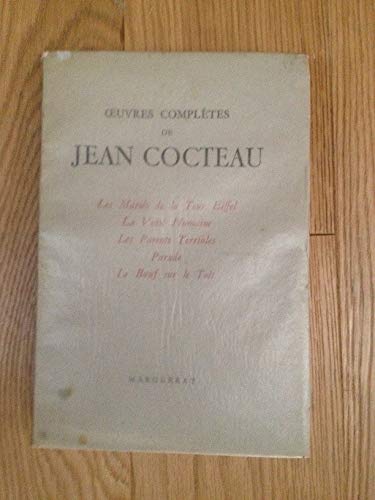 ŒUVRES COMPLÈTES
DE
JEAN COCTEAU
Les Mariés de la Tour Eiffel
La Voix Humaine
Les Parents Terribles
Parade
Le Bœuf sur le Toit
MARGUERAT